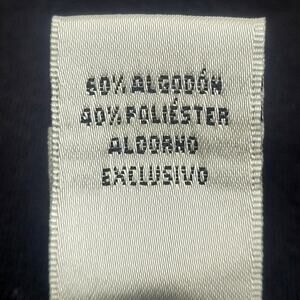 60% ALGODÓN
40% POLIÉSTER
ADORNO
EXCLUSIVO